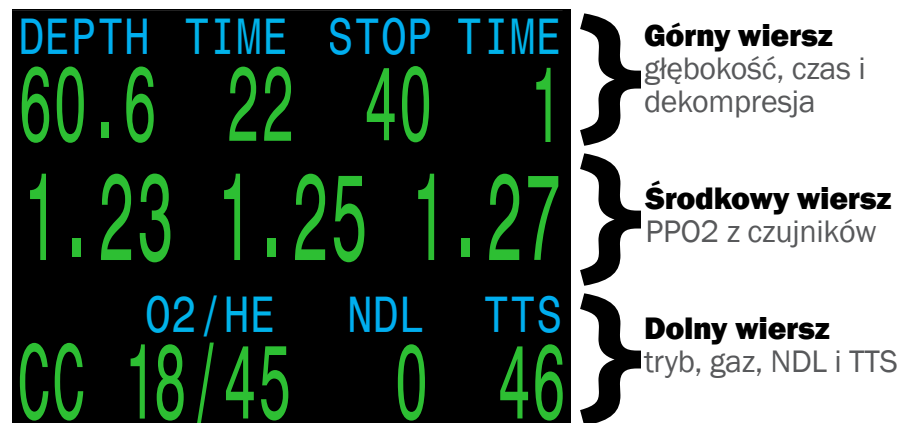 DEPTH TIME STOP TIME
60.6 22 40 1
Górny wiersz
głębokość, czas i
dekompresja
1.23 1.25 1.27
Środkowy wiersz
PPO2 z czujników
O2/HE NDL TTS
CC 18/45 0 46
Dolny wiersz
tryb, gaz, NDL i TTS